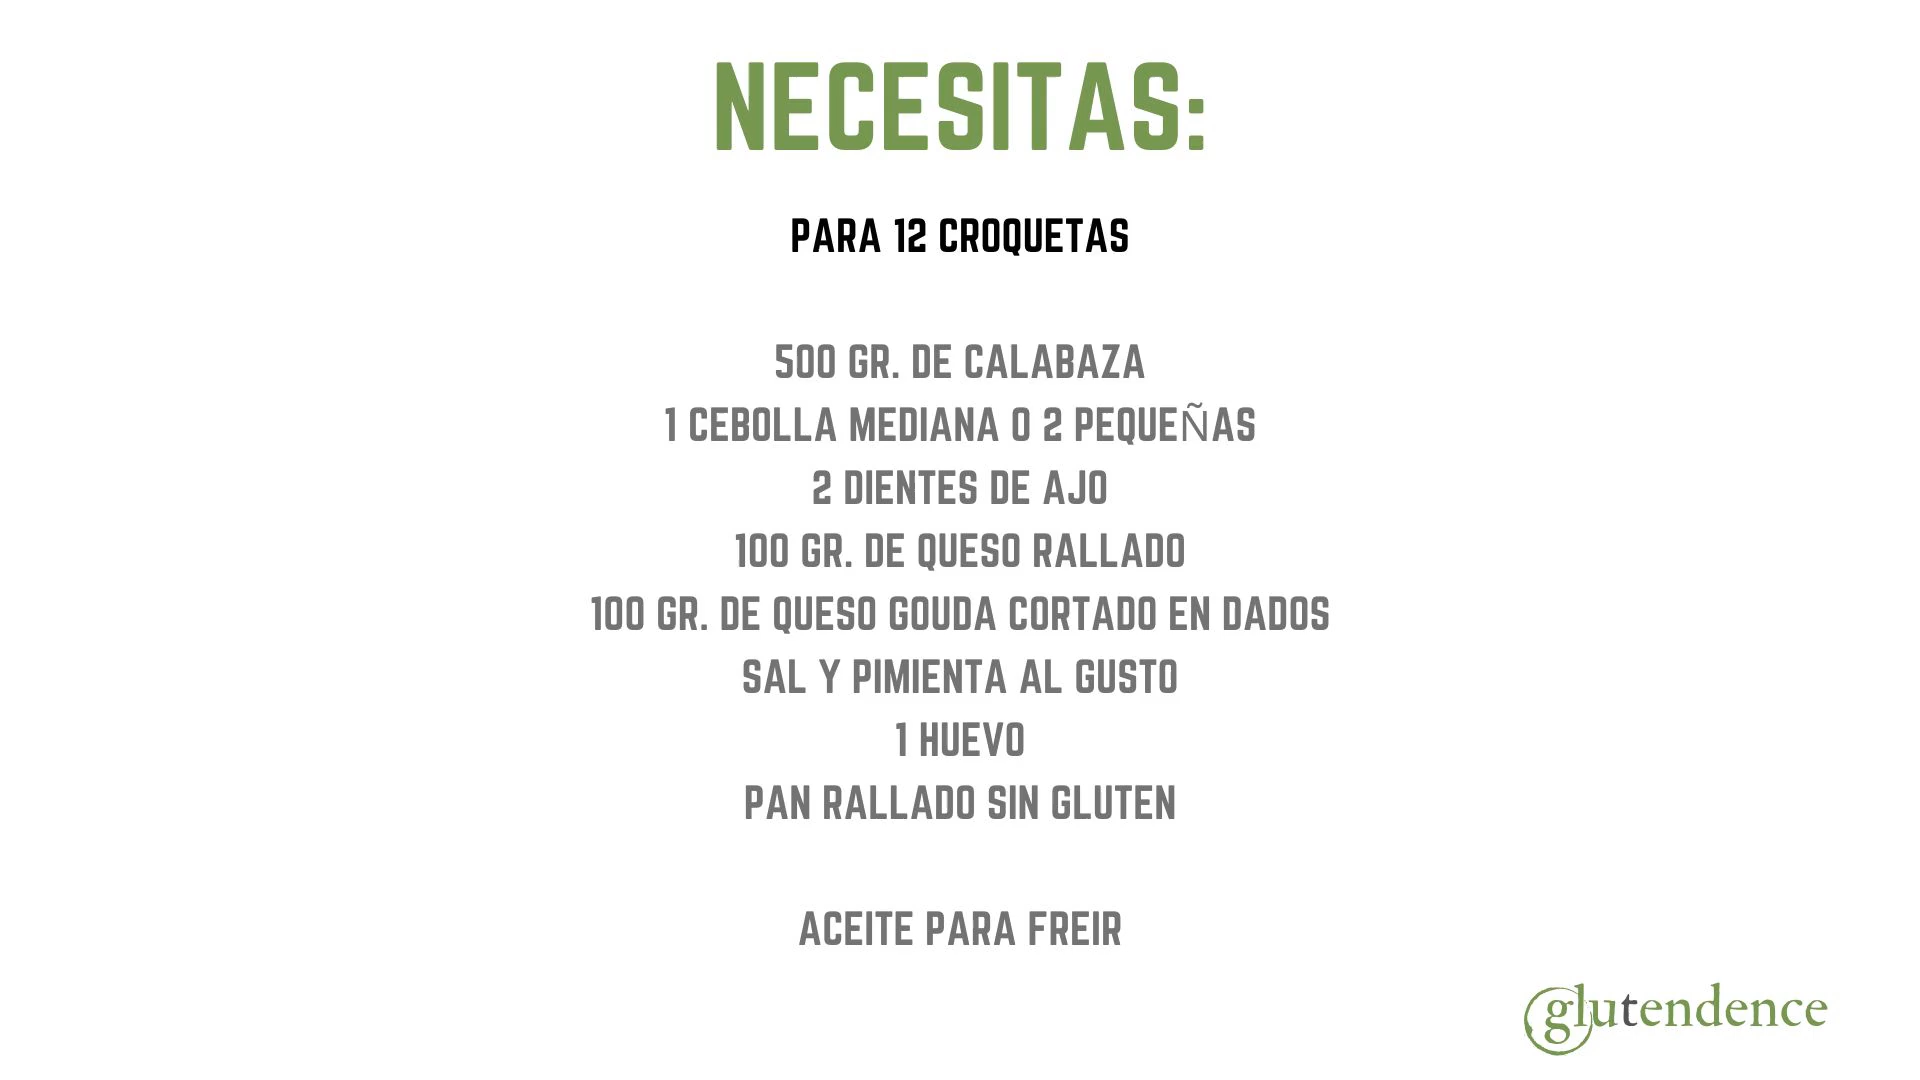 NECESITAS:
PARA 12 CROQUETAS
500 GR. DE CALABAZA
1 CEBOLLA MEDIANA O 2 PEQUEÑAS
2 DIENTES DE AJO
100 GR. DE QUESO RALLADO
100 GR. DE QUESO GOUDA CORTADO EN DADOS
SAL Y PIMIENTA AL GUSTO
1 HUEVO
PAN RALLADO SIN GLUTEN
ACEITE PARA FREIR
glutendence